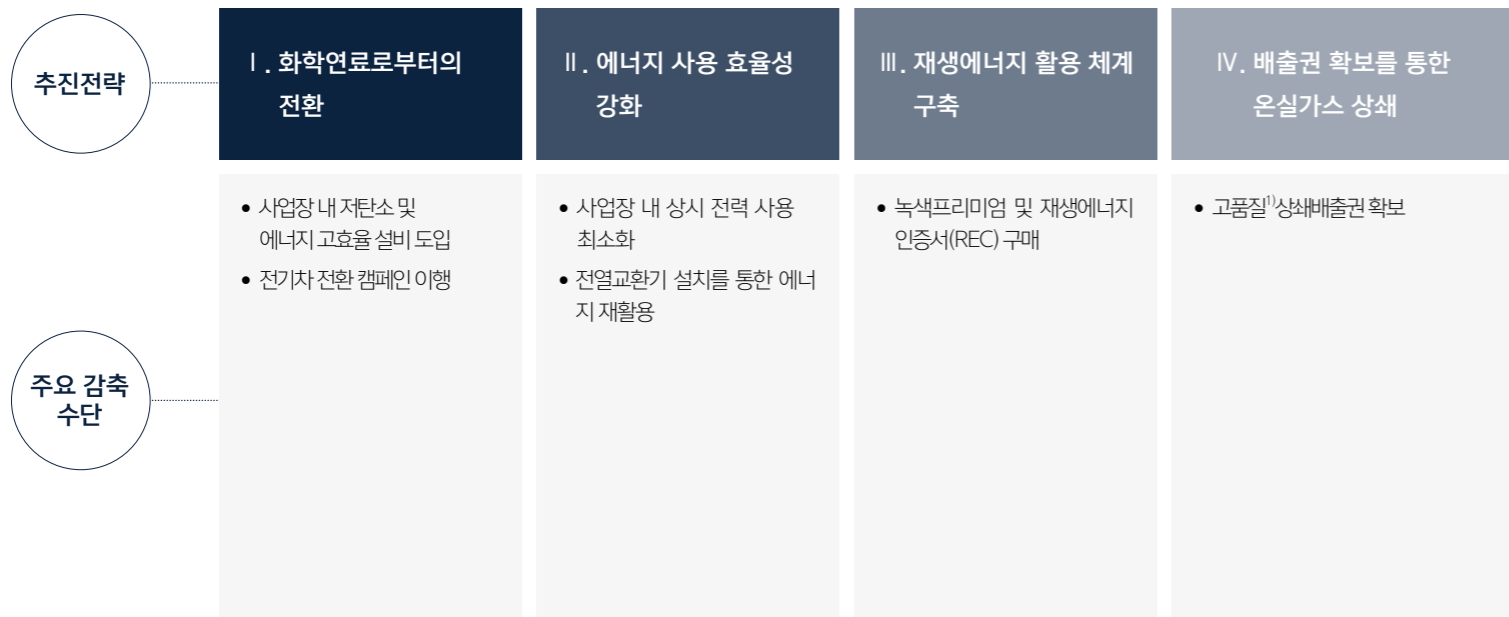 추진전략
Ⅰ. 화학연료로부터의
전환
Ⅱ. 에너지 사용 효율성
강화
Ⅲ. 재생에너지 활용 체계
구축
Ⅳ. 배출권 확보를 통한
온실가스 상쇄
주요 감축
수단
• 사업장 내 저탄소 및
에너지 고효율 설비 도입
• 전기차 전환 캠페인 이행
• 사업장 내 상시 전력 사용
최소화
• 전열교환기 설치를 통한 에너
지 재활용
• 녹색프리미엄 및 재생에너지
인증서(REC) 구매
• 고품질1)상쇄배출권 확보